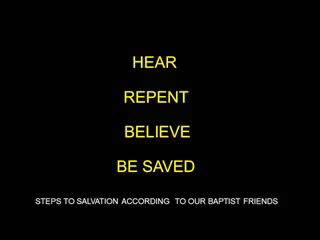 HEAR
REPENT
BELIEVE
BE SAVED
STEPS TO SALVATION ACCORDING TO OUR BAPTIST FRIENDS